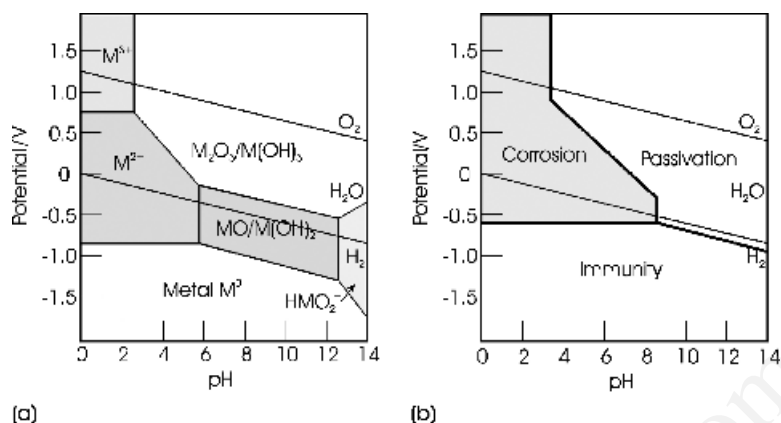 1.5
1.0
0.5
0
-0.5
-1.0
-1.5
Potential/V
M³⁺
M²⁻
M₂O₃/M(OH)₃
O₂
H₂O
MO/M(OH)₂
H₂
Metal M⁰
HMO₂⁻
0 2 4 6 8 10 12 14
pH
(a)
1.5
1.0
0.5
0
-0.5
-1.0
-1.5
Potential/V
O₂
Corrosion
Passivation
H₂O
H₂
Immunity
0 2 4 6 8 10 12 14
pH
(b)